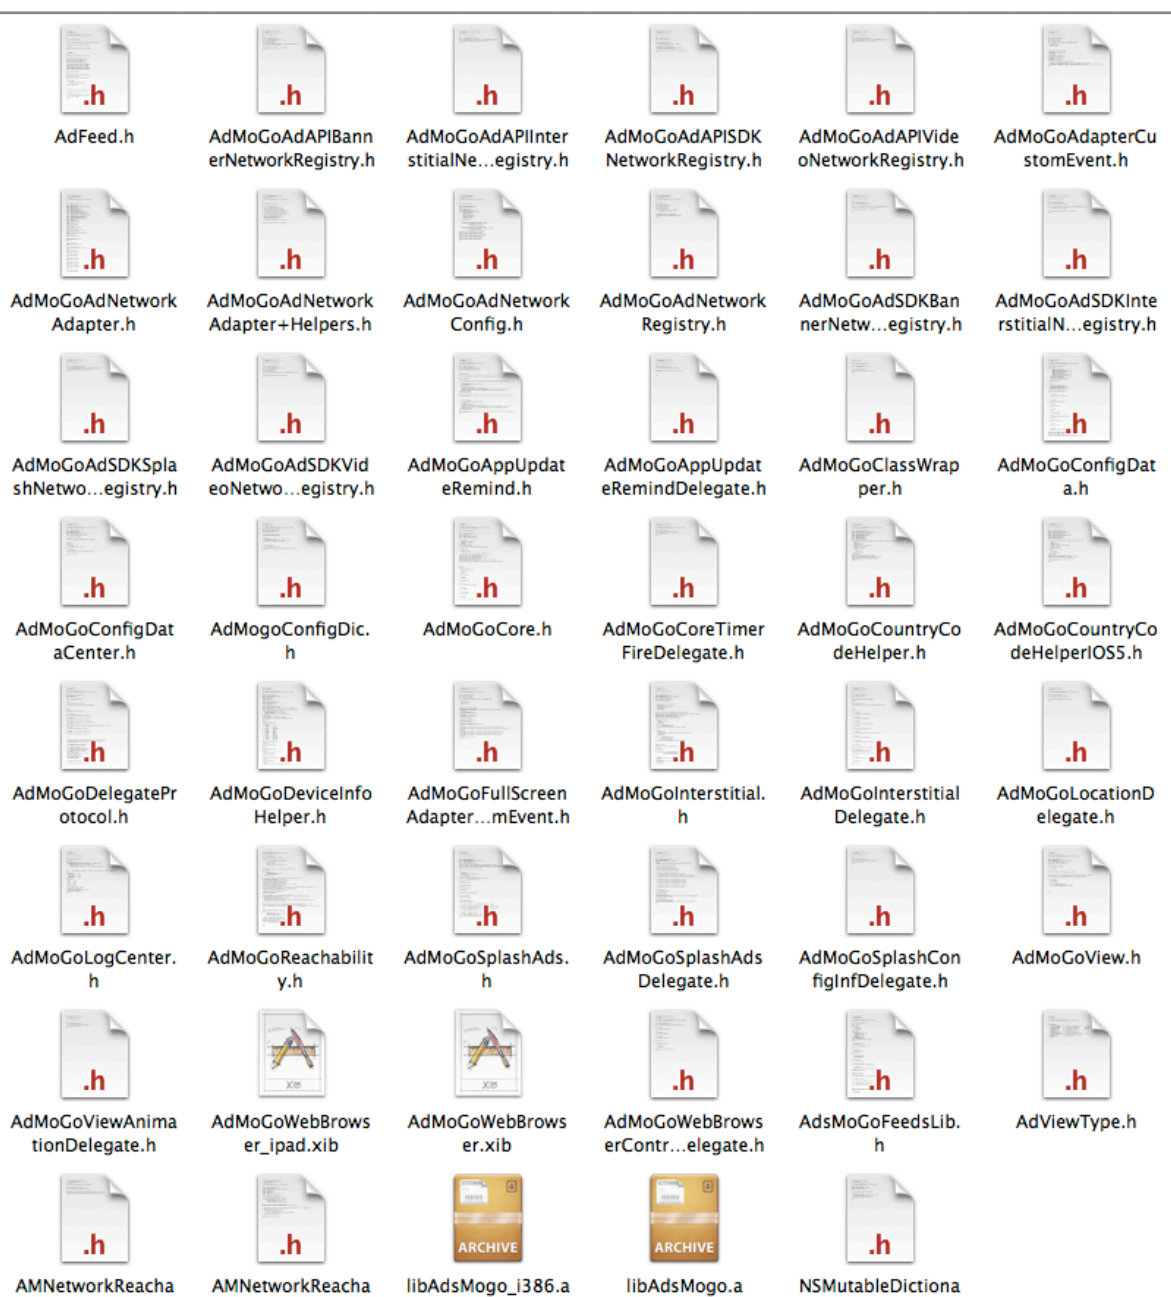 .h .h .h .h .h .h
AdFeed.h AdMoGoAdAPIBann AdMoGoAdAPIInter AdMoGoAdAPISDK AdMoGoAdAPIVide AdMoGoAdapterCu
erNetworkRegistry.h stitialNe...egistry.h NetworkRegistry.h oNetworkRegistry.h stomEvent.h
.h .h .h .h .h .h
AdMoGoAdNetwork AdMoGoAdNetwork AdMoGoAdNetwork AdMoGoAdNetwork AdMoGoAdSDKBan AdMoGoAdSDKInte
Adapter.h Adapter+Helpers.h Config.h Registry.h nerNetw...egistry.h rstitialN...egistry.h
.h .h .h .h .h .h
AdMoGoAdSDKSpla AdMoGoAdSDKVid AdMoGoAppUpdat AdMoGoAppUpdat AdMoGoClassWrap AdMoGoConfigDat
shNetwo...egistry.h eoNetwo...egistry.h eRemind.h eRemindDelegate.h per.h a.h
.h .h .h .h .h .h
AdMoGoConfigDat AdMogoConfigDic. AdMoGoCore.h AdMoGoCoreTimer AdMoGoCountryCo AdMoGoCountryCo
aCenter.h h FireDelegate.h deHelper.h deHelperIOS5.h
.h .h .h .h .h .h
AdMoGoDelegatePr AdMoGoDeviceInfo AdMoGoFullScreen AdMoGoInterstitial. AdMoGoInterstitial AdMoGoLocationD
otocol.h Helper.h Adapter...mEvent.h h Delegate.h elegate.h
.h .h .h .h .h .h
AdMoGoLogCenter. AdMoGoReachabilit AdMoGoSplashAds. AdMoGoSplashAds AdMoGoSplashCon AdMoGoView.h
h y.h h Delegate.h figInfDelegate.h
.h XIB XIB .h .h .h
AdMoGoViewAnima AdMoGoWebBrows AdMoGoWebBrows AdMoGoWebBrows AdsMoGoFeedsLib. AdViewType.h
tionDelegate.h er_ipad.xib er.xib erContr...elegate.h h
.h .h ARCHIVE ARCHIVE .h
AMNetworkReacha AMNetworkReacha libAdsMogo_i386.a libAdsMogo.a NSMutableDictiona